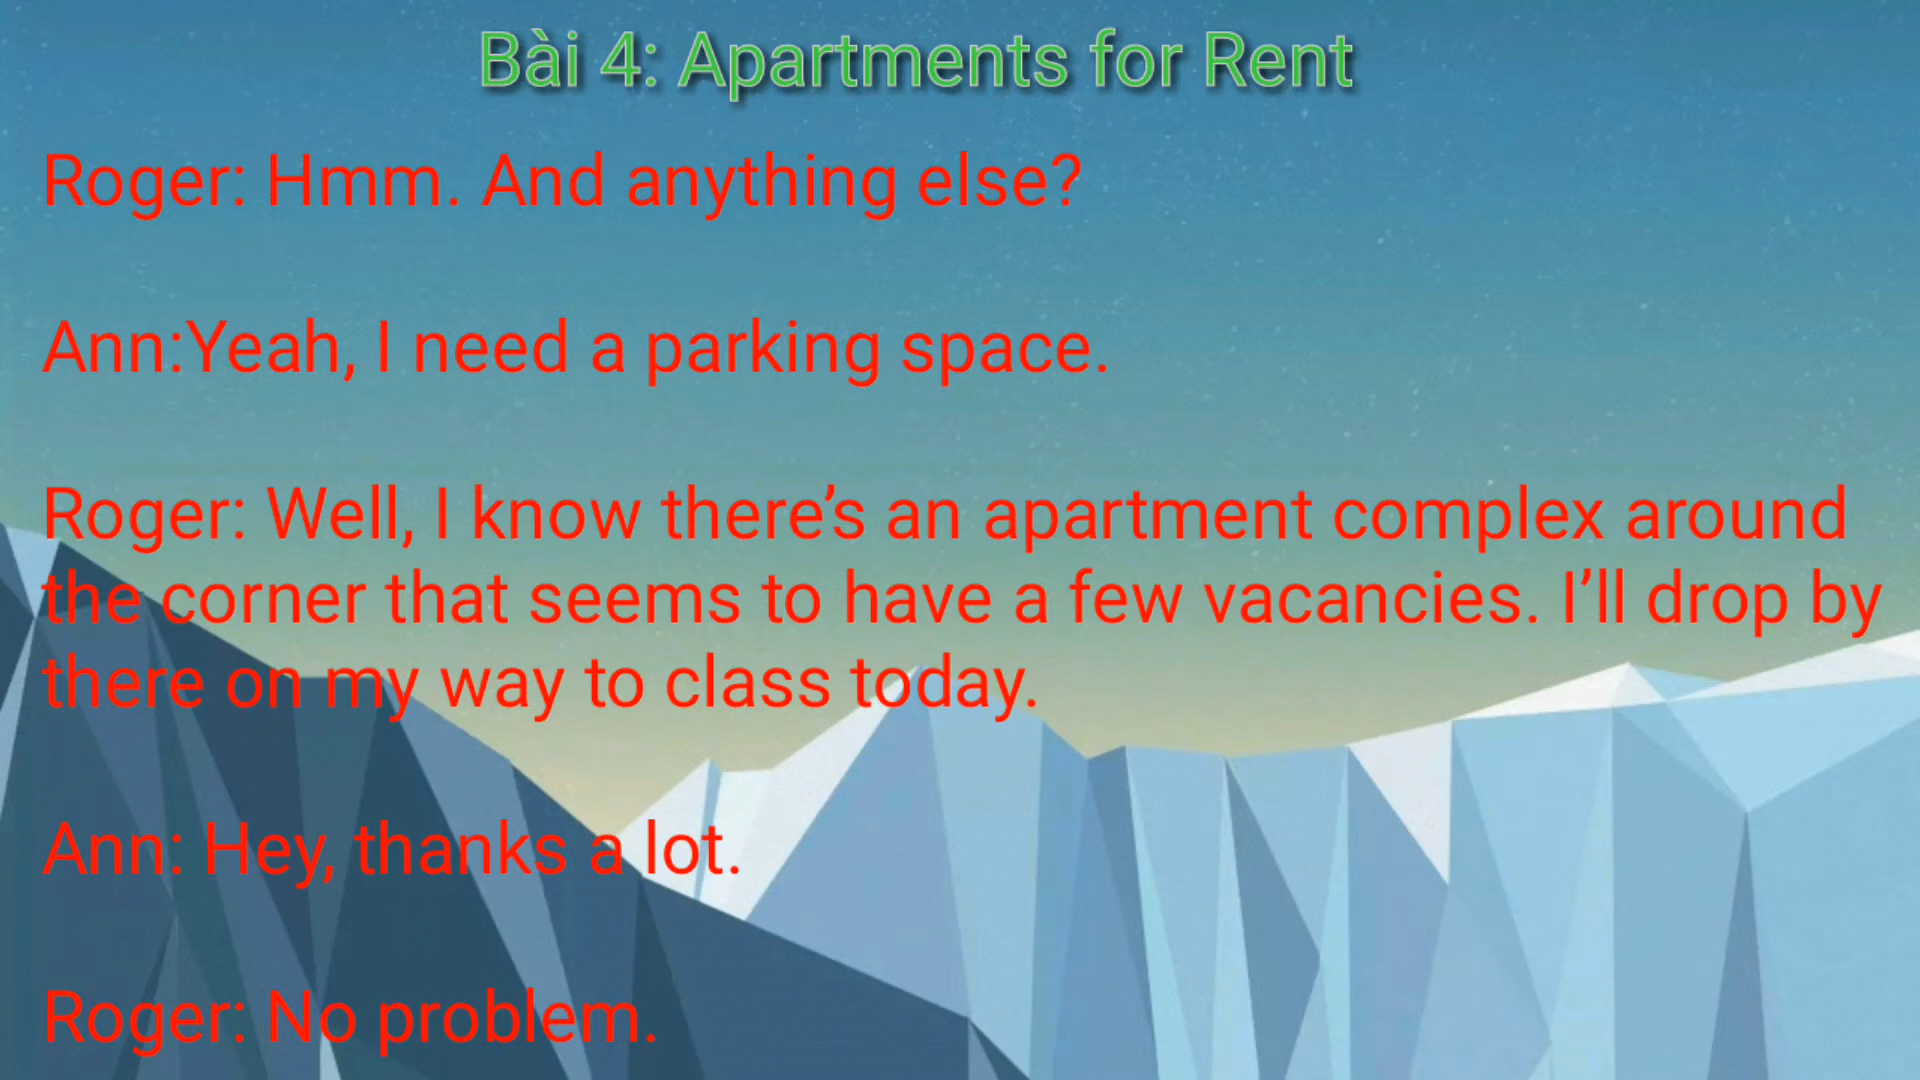 Bài 4: Apartments for Rent
Roger: Hmm. And anything else?
Ann:Yeah, I need a parking space.
Roger: Well, I know there’s an apartment complex around
the corner that seems to have a few vacancies. I’ll drop by
there on my way to class today.
Ann: Hey, thanks a lot.
Roger: No problem.